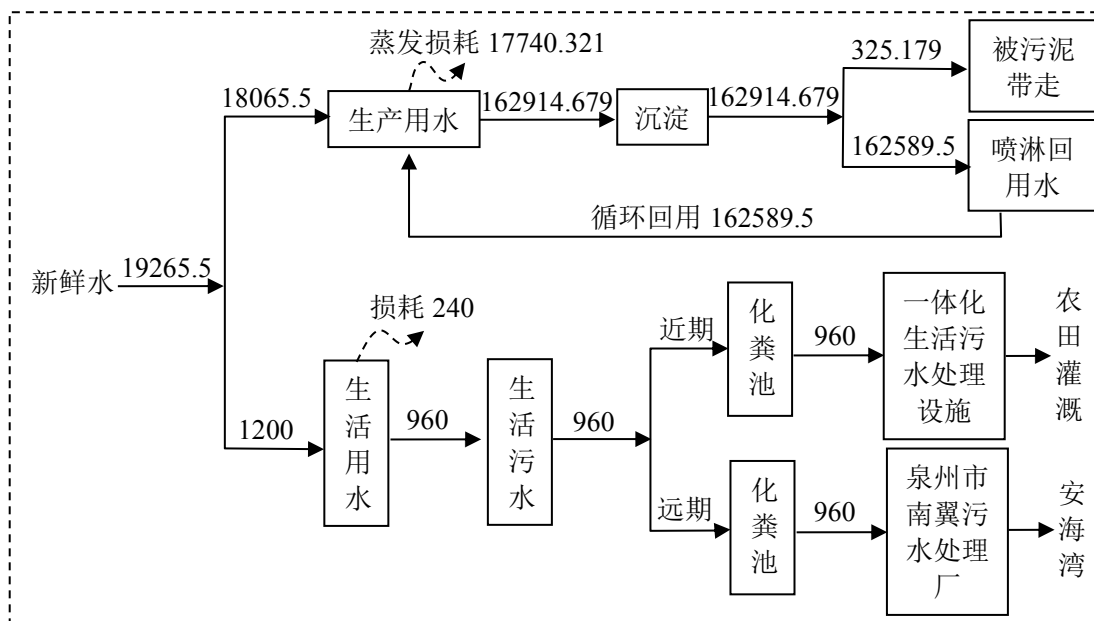 蒸发损耗 17740.321
18065.5
生产用水
162914.679
沉淀
162914.679
325.179
被污泥
带走
162589.5
喷淋回
用水
循环回用 162589.5
新鲜水
19265.5
损耗 240
1200
生
活
用
水
960
生
活
污
水
960
近期
化
粪
池
960
一体化
生活污
水处理
设施
农
田
灌
溉
远期
化
粪
池
960
泉州市
南翼污
水处理
厂
安
海
湾